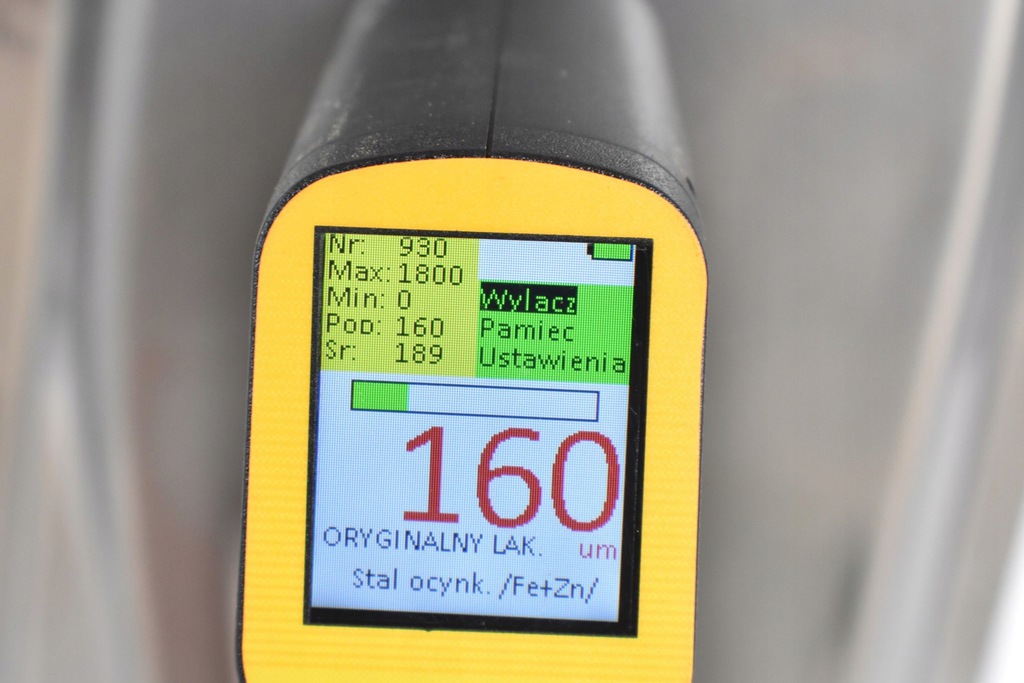 Nr: 930
Max: 1800
Min: 0
Pop: 160
Sr: 189
Wylacz
Pamiec
Ustawienia
160
um
ORYGINALNY LAK.
Stal ocynk. /Fe+Zn/